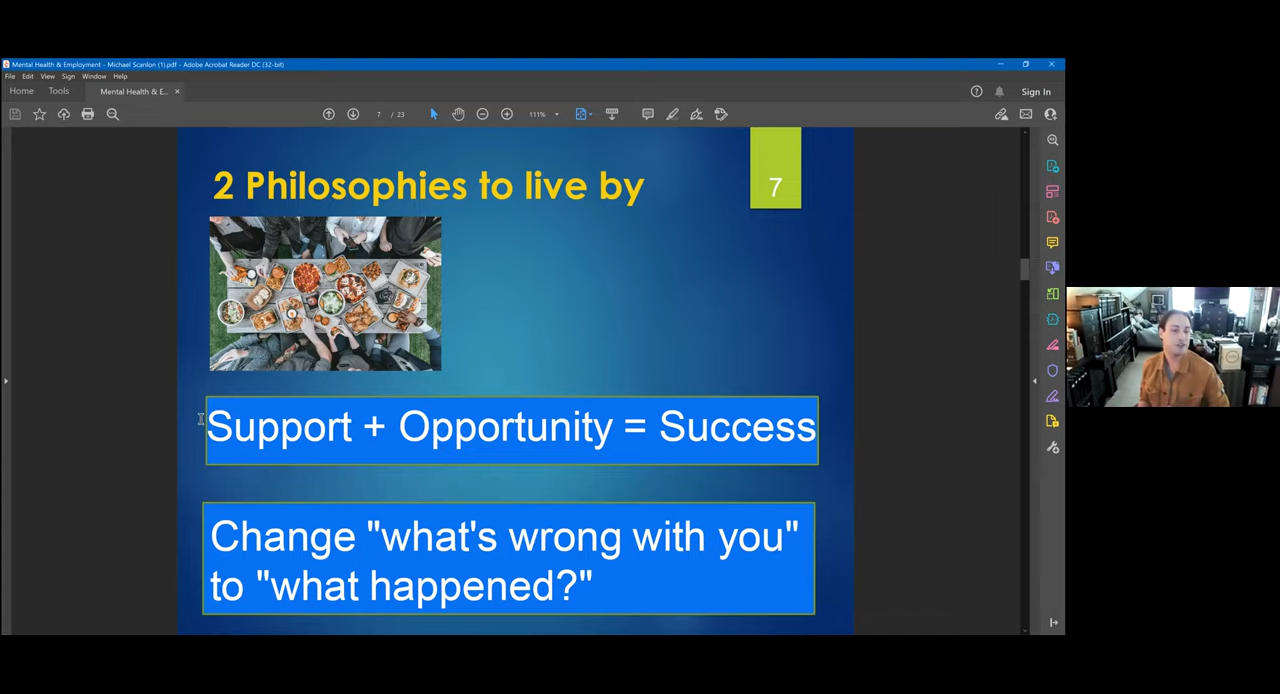 Mental Health & Employment - Michael Scanlon (1).pdf - Adobe Acrobat Reader DC (32-bit)
File Edit View Sign Window Help
Home Tools Mental Health & E... ×
Sign In
7 / 23 111%
2 Philosophies to live by
7
Support + Opportunity = Success
Change "what's wrong with you"
to "what happened?"